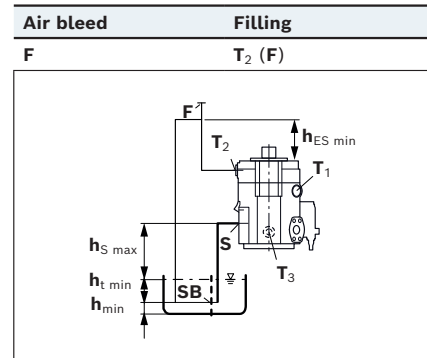 Air bleed Filling
F T₂ (F)
F
hES min
T₂
T₁
hS max
S
T₃
ht min
SB
hmin